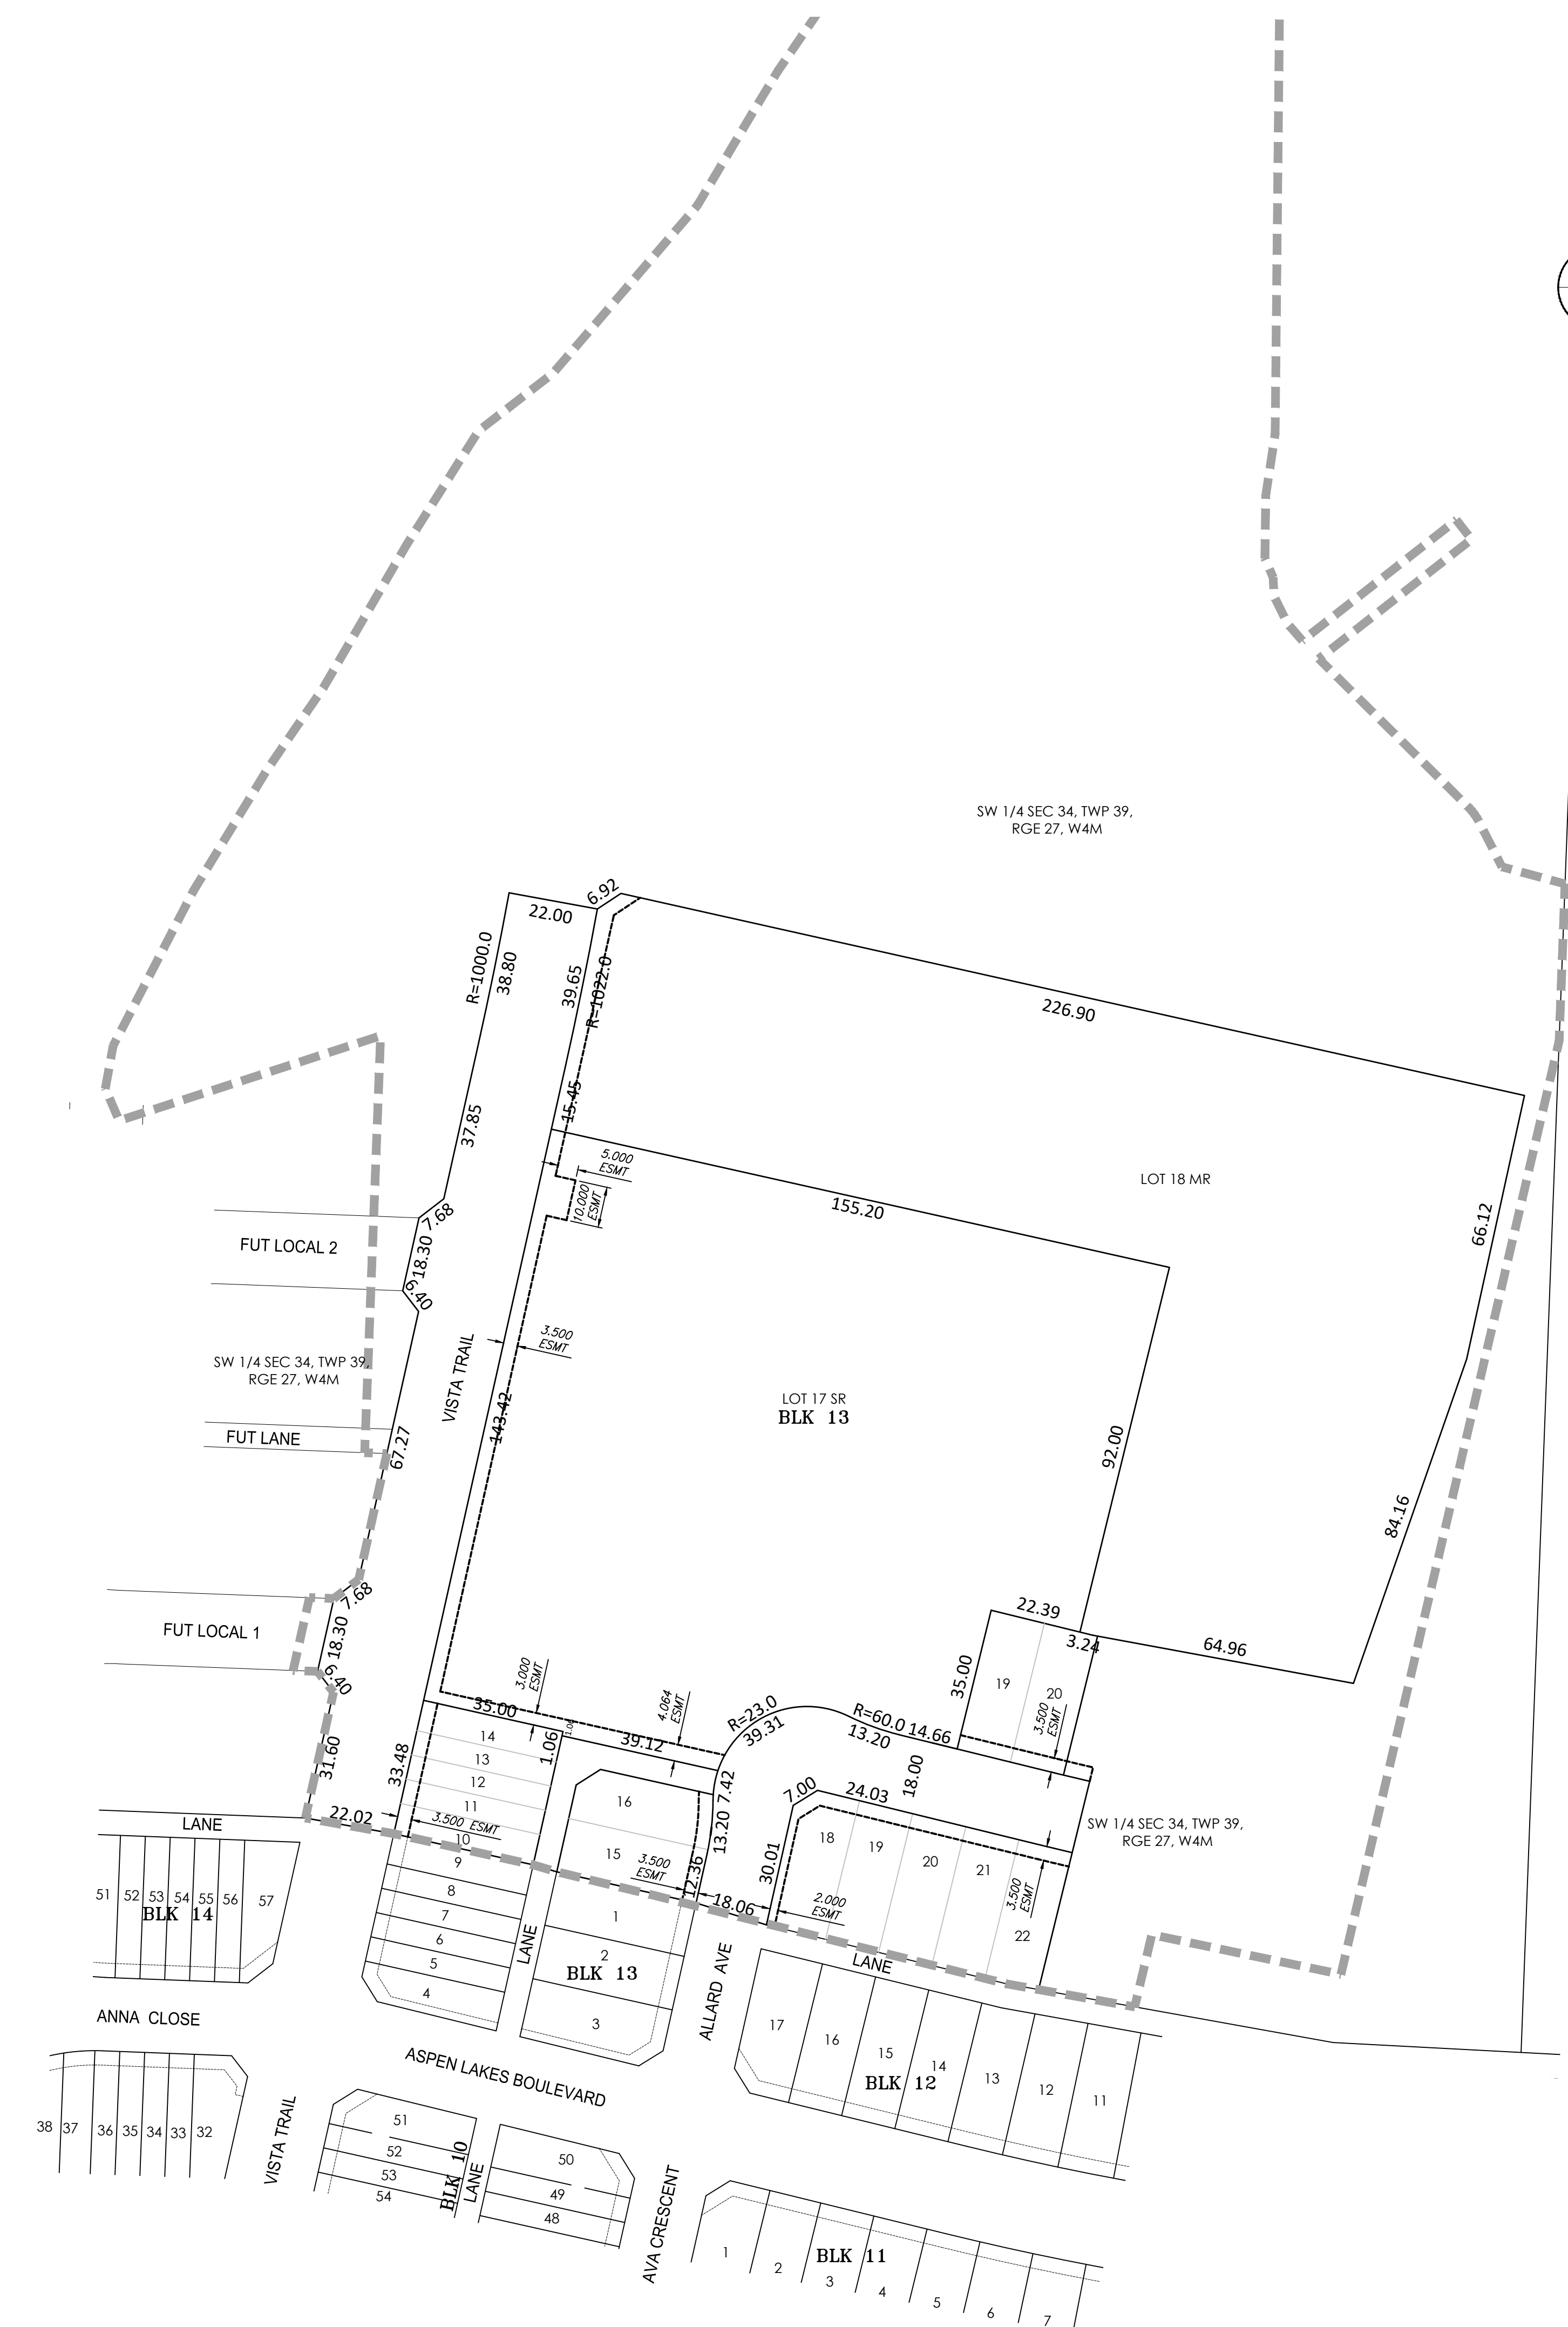 SW 1/4 SEC 34, TWP 39,
RGE 27, W4M
6.92
22.00
R=1000.0
38.80
39.65
R=1022.0
226.90
15.45
37.85
5.000
ESMT
10.000
ESMT
LOT 18 MR
155.20
66.12
7.68
FUT LOCAL 2
18.30
6.40
3.500
ESMT
VISTA TRAIL
SW 1/4 SEC 34, TWP 39,
RGE 27, W4M
143.42
LOT 17 SR
BLK 13
FUT LANE
67.27
92.00
84.16
7.68
22.39
FUT LOCAL 1
18.30
3.24
64.96
6.40
3.000
ESMT
35.00
19
20
35.00
3.500
ESMT
4.064
ESMT
R=23.0
39.31
R=60.0 14.66
13.20
1.06
1.06
39.12
14
13
12
11
10
33.48
31.60
3.500 ESMT
22.02
LANE
16
15
7.42
13.20
12.36
3.500
ESMT
18.00
7.00
24.03
30.01
18.06
2.000
ESMT
18
19
20
21
22
3.500
ESMT
SW 1/4 SEC 34, TWP 39,
RGE 27, W4M
51
52
53
54
55
56
57
BLK 14
9
8
7
6
5
4
LANE
1
2
BLK 13
3
ALLARD AVE
LANE
17
16
15
14
13
12
11
BLK 12
ANNA CLOSE
ASPEN LAKES BOULEVARD
38
37
36
35
34
33
32
VISTA TRAIL
51
52
53
54
BLK 10
LANE
50
49
48
AVA CRESCENT
1
2
3
4
5
6
7
BLK 11